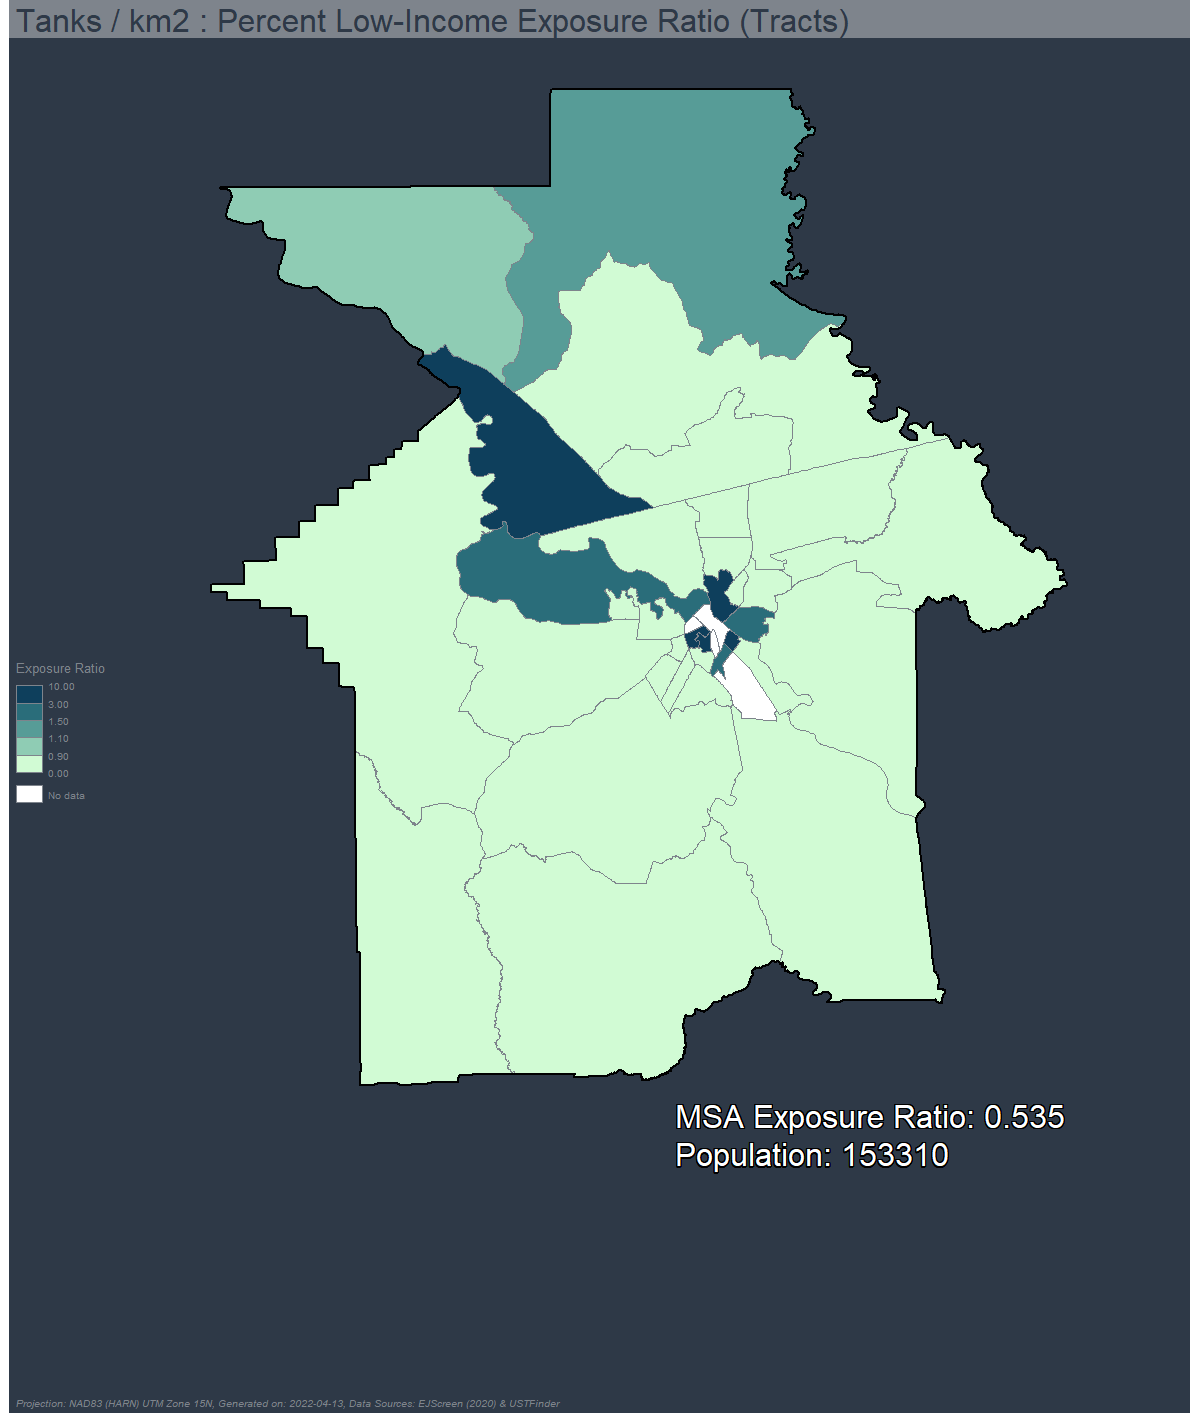 Tanks / km2 : Percent Low-Income Exposure Ratio (Tracts)
Exposure Ratio
10.00
3.00
1.50
1.10
0.90
0.00
No data
MSA Exposure Ratio: 0.535
Population: 153310
Projection: NAD83 (HARN) UTM Zone 15N, Generated on: 2022-04-13, Data Sources: EJScreen (2020) & USTFinder